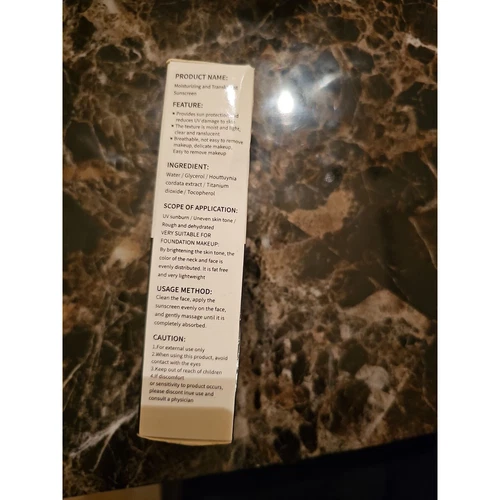 PRODUCT NAME:
Moisturizing and
Sunscreen
FEATURE:
▸ Provides sun protection and
reduces UV damage to skin
▸ The texture is moist and light,
clear and translucent
▸ Breathable, not easy to remove
makeup, delicate makeup.
Easy to remove makeup
INGREDIENT:
Water / Glycerol / Houttuynia
cordata extract / Titanium
dioxide / Tocopherol
SCOPE OF APPLICATION:
UV sunburn / Uneven skin tone /
Rough and dehydrated
VERY SUITABLE FOR
FOUNDATION MAKEUP:
By brightening the skin tone, the
color of the neck and face is
evenly distributed. It is fat free
and very lightweight
USAGE METHOD:
Clean the face, apply the
sunscreen evenly on the face,
and gently massage until it is
completely absorbed.
CAUTION:
1.For external use only
2.When using this product, avoid
contact with the eyes
3.Keep out of reach of children
4.If discomfort
or sensitivity to product occurs,
please discont inue use and
consult a physician